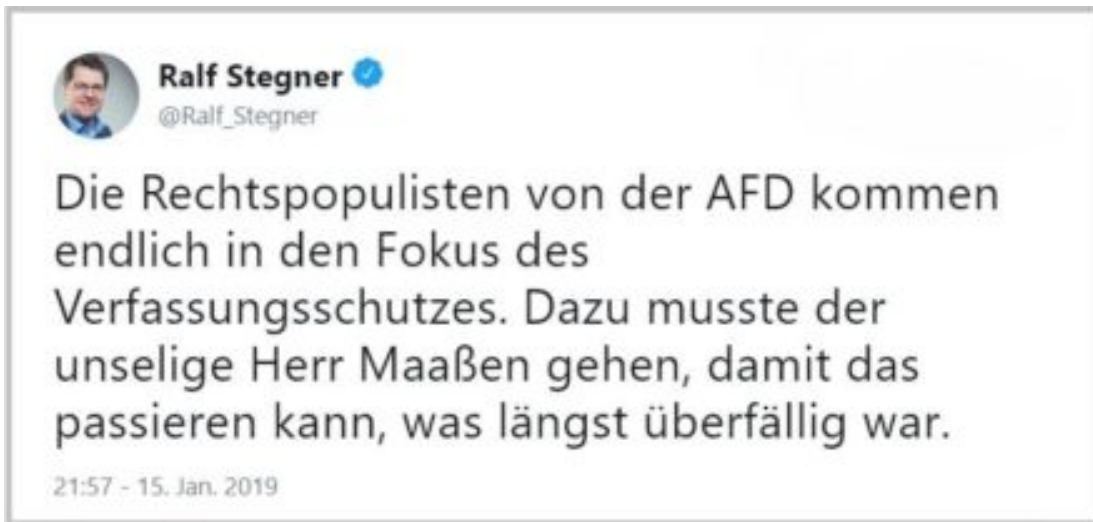 Ralf Stegner
@Ralf_Stegner
Die Rechtspopulisten von der AFD kommen
endlich in den Fokus des
Verfassungsschutzes. Dazu musste der
unselige Herr Maaßen gehen, damit das
passieren kann, was längst überfällig war.
21:57 - 15. Jan. 2019